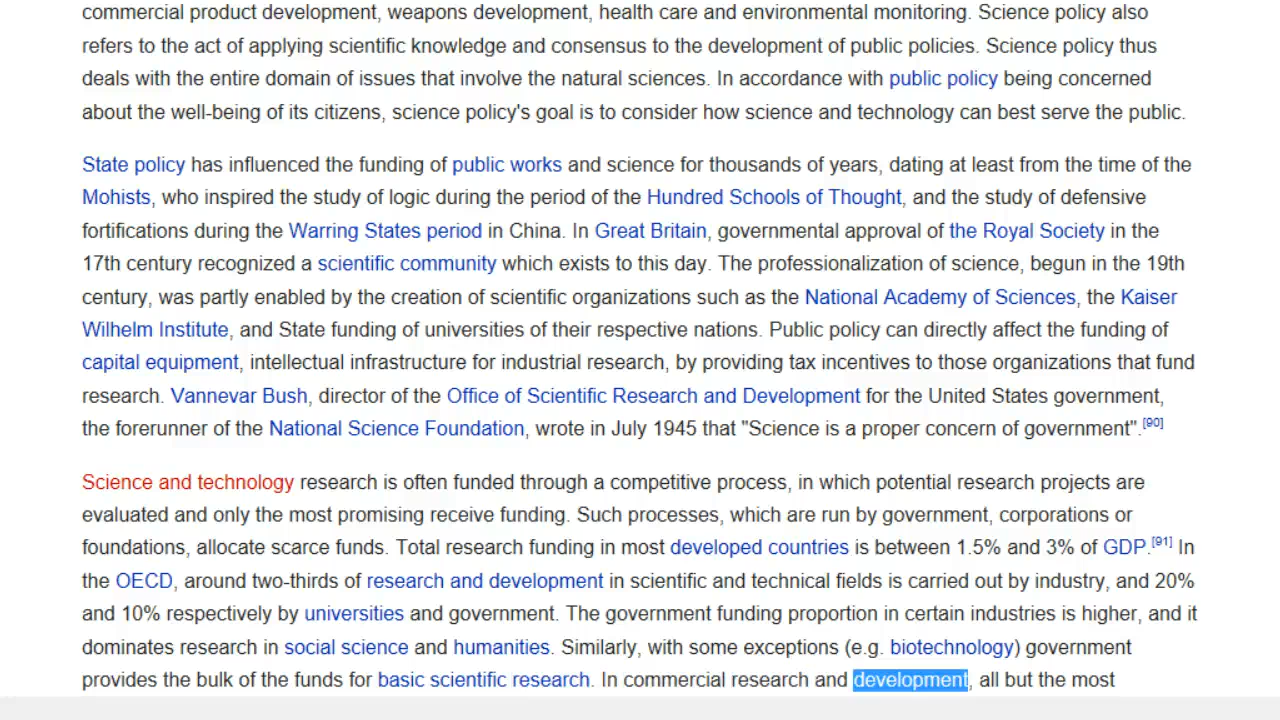 commercial product development, weapons development, health care and environmental monitoring. Science policy also
refers to the act of applying scientific knowledge and consensus to the development of public policies. Science policy thus
deals with the entire domain of issues that involve the natural sciences. In accordance with public policy being concerned
about the well-being of its citizens, science policy's goal is to consider how science and technology can best serve the public.
State policy has influenced the funding of public works and science for thousands of years, dating at least from the time of the
Mohists, who inspired the study of logic during the period of the Hundred Schools of Thought, and the study of defensive
fortifications during the Warring States period in China. In Great Britain, governmental approval of the Royal Society in the
17th century recognized a scientific community which exists to this day. The professionalization of science, begun in the 19th
century, was partly enabled by the creation of scientific organizations such as the National Academy of Sciences, the Kaiser
Wilhelm Institute, and State funding of universities of their respective nations. Public policy can directly affect the funding of
capital equipment, intellectual infrastructure for industrial research, by providing tax incentives to those organizations that fund
research. Vannevar Bush, director of the Office of Scientific Research and Development for the United States government,
the forerunner of the National Science Foundation, wrote in July 1945 that "Science is a proper concern of government".[90]
Science and technology research is often funded through a competitive process, in which potential research projects are
evaluated and only the most promising receive funding. Such processes, which are run by government, corporations or
foundations, allocate scarce funds. Total research funding in most developed countries is between 1.5% and 3% of GDP.[91] In
the OECD, around two-thirds of research and development in scientific and technical fields is carried out by industry, and 20%
and 10% respectively by universities and government. The government funding proportion in certain industries is higher, and it
dominates research in social science and humanities. Similarly, with some exceptions (e.g. biotechnology) government
provides the bulk of the funds for basic scientific research. In commercial research and development, all but the most